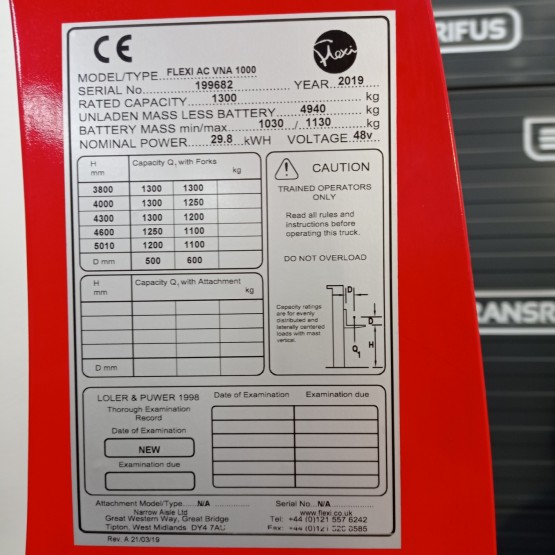 CE
Flexi
MODEL/TYPE FLEXI AC VNA 1000
SERIAL No. 199682 YEAR 2019
RATED CAPACITY 1300 kg
UNLADEN MASS LESS BATTERY 4940 kg
BATTERY MASS min/max 1030 / 1130 kg
NOMINAL POWER 29.8 kWH VOLTAGE 48v
H mm Capacity Q, with Forks kg
3800 1300 1300
4000 1300 1250
4300 1300 1200
4600 1250 1100
5010 1200 1100
D mm 500 600
CAUTION
TRAINED OPERATORS
ONLY
Read all rules and
instructions before
operating this truck.
DO NOT OVERLOAD
H mm Capacity Q, with Attachment kg
D mm
Capacity ratings
are for evenly
distributed and
laterally centered
loads with mast
vertical.
D
D
H
Q1
LOLER & PUWER 1998
Thorough Examination
Record
Date of Examination
NEW
Examination due
Date of Examination Examination due
Attachment Model/Type N/A Serial No. N/A
Narrow Aisle Ltd www.flexi.co.uk
Great Western Way, Great Bridge Tel: +44 (0)121 557 6242
Tipton, West Midlands DY4 7AU +44 (0)121 0585
Rev. A 21/03/19
RIFUS
TRANSR